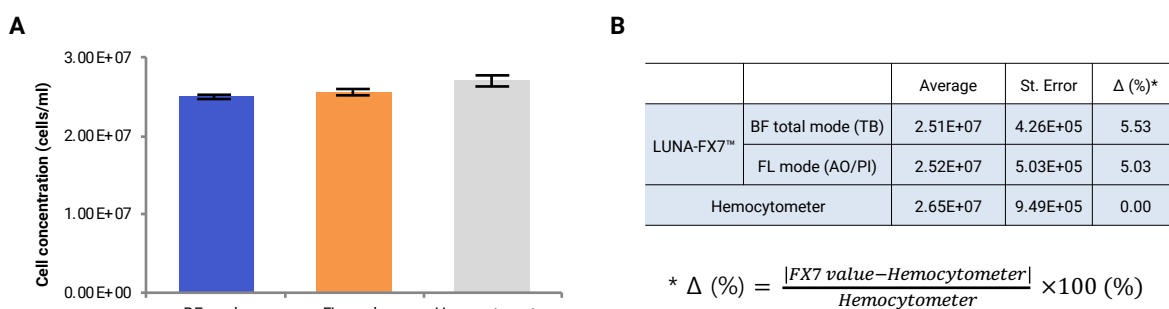 A
B
Cell concentration (cells/ml)
3.00E+07
2.00E+07
1.00E+07
0.00E+00
Average St. Error Δ (%)*
LUNA-FX7™
BF total mode (TB) 2.51E+07 4.26E+05 5.53
FL mode (AO/PI) 2.52E+07 5.03E+05 5.03
Hemocytometer 2.65E+07 9.49E+05 0.00
* Δ (%) = |FX7 value−Hemocytometer| / Hemocytometer ×100 (%)